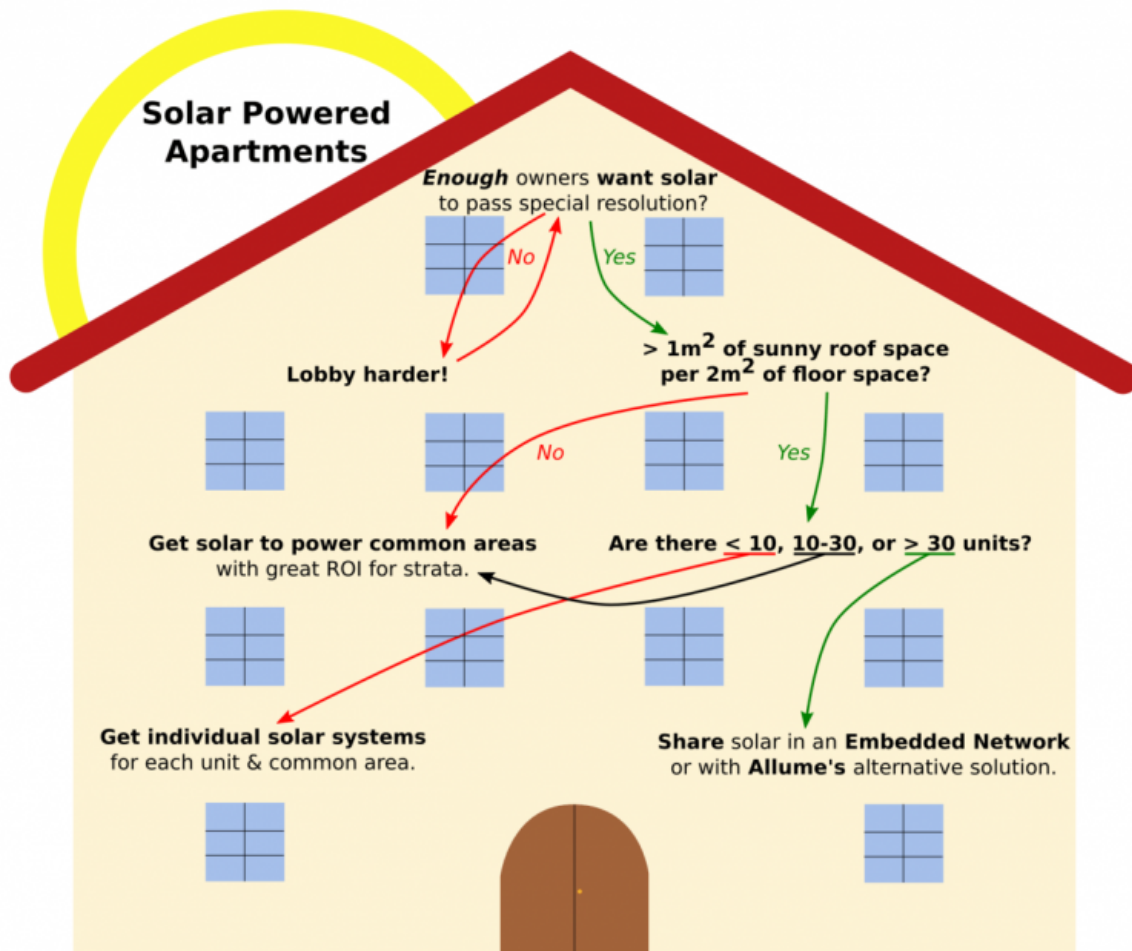 Solar Powered
Apartments
Enough owners want solar
to pass special resolution?
No
Yes
Lobby harder!
> 1m² of sunny roof space
per 2m² of floor space?
No
Yes
Get solar to power common areas
with great ROI for strata.
Are there < 10, 10-30, or > 30 units?
Get individual solar systems
for each unit & common area.
Share solar in an Embedded Network
or with Allume's alternative solution.